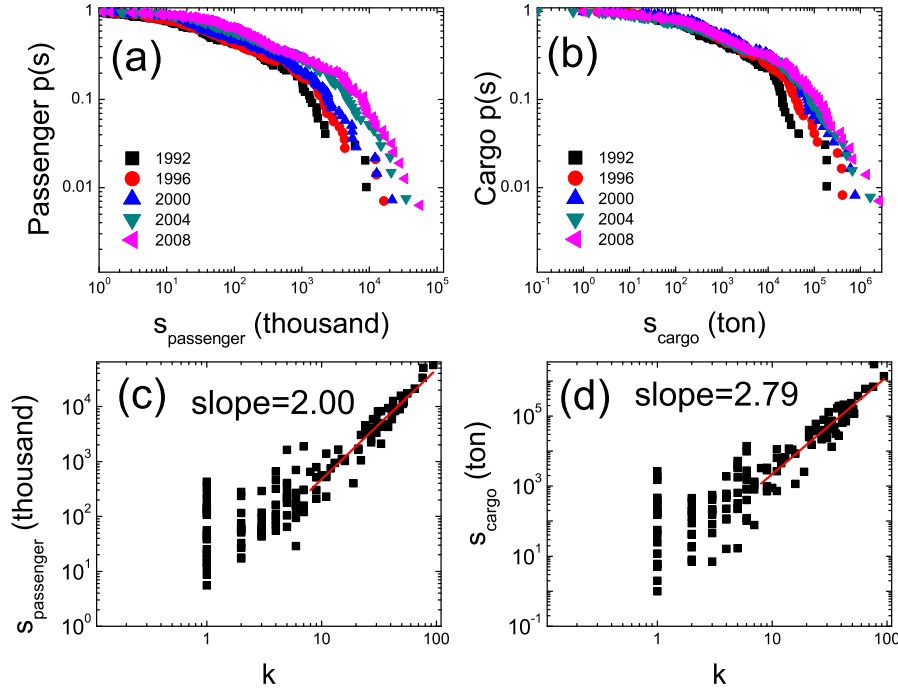 (a)
Passenger p(s)
1
0.1
0.01
1992
1996
2000
2004
2008
10^0 10^1 10^2 10^3 10^4 10^5
s_passenger (thousand)
(b)
Cargo p(s)
1
0.1
0.01
1992
1996
2000
2004
2008
10^-1 10^0 10^1 10^2 10^3 10^4 10^5 10^6
s_cargo (ton)
(c)
slope=2.00
s_passenger (thousand)
10^4
10^3
10^2
10^1
10^0
1 10 100
k
(d)
slope=2.79
s_cargo (ton)
10^5
10^3
10^1
10^-1
1 10 100
k